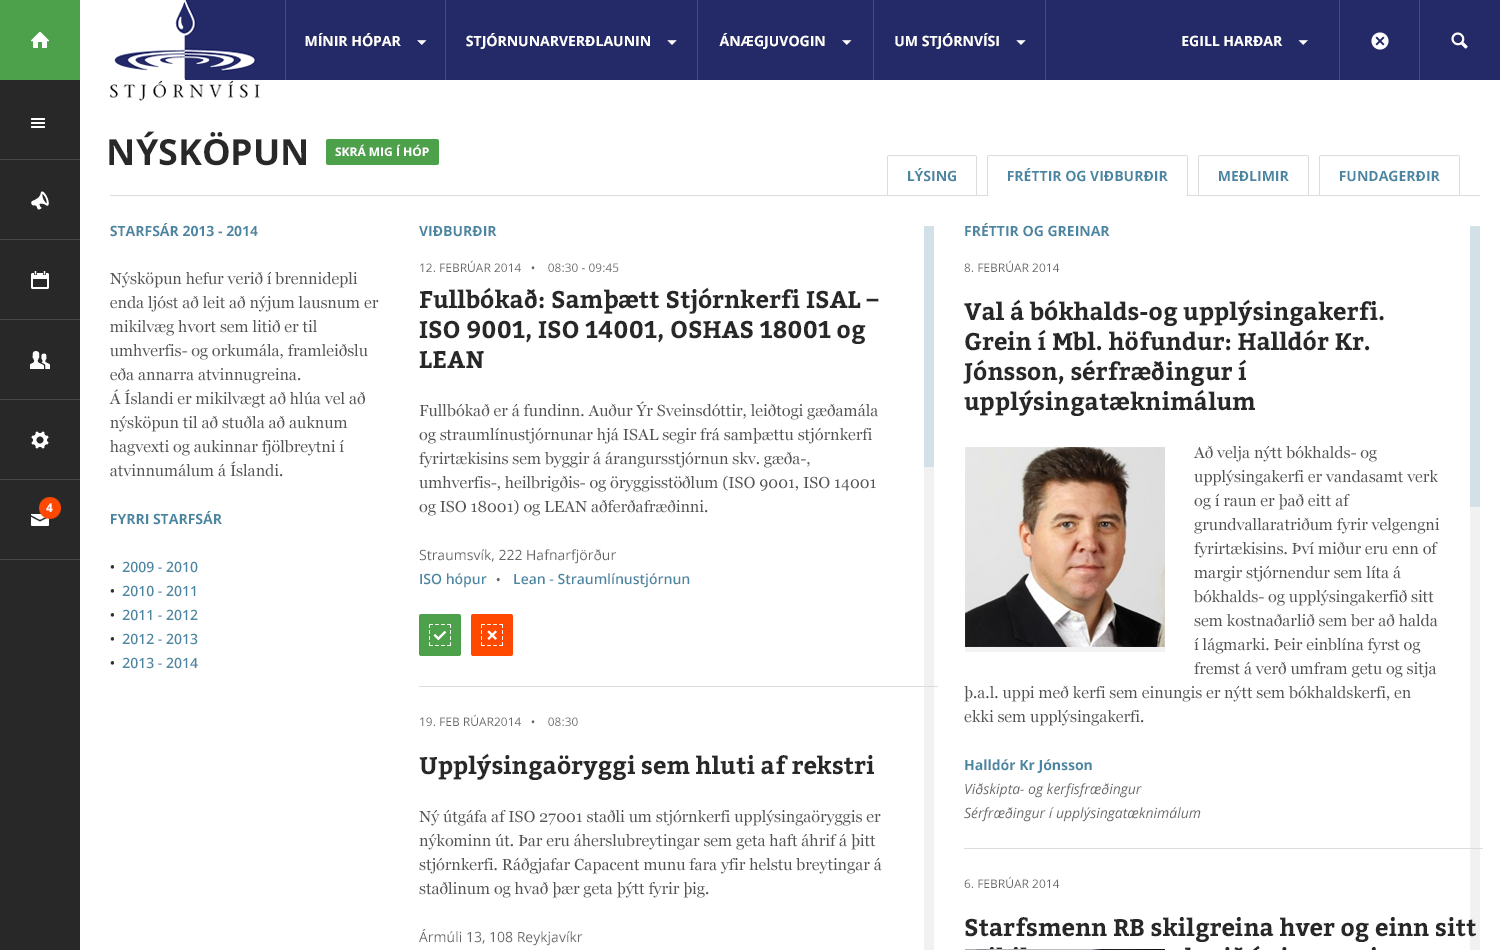 MÍNIR HÓPAR
STJÓRNUNARVERÐLAUNIN
ÁNÆGJUVOGIN
UM STJÓRNVÍSI
EGILL HARÐAR
STJÓRNVÍSI
NÝSKÖPUN
SKRÁ MIG Í HÓP
LÝSING
FRÉTTIR OG VIÐBURÐIR
MEÐLIMIR
FUNDAGERÐIR
4
STARFSÁR 2013 - 2014
Nýsköpun hefur verið í brennidepli
enda ljóst að leit að nýjum lausnum er
mikilvæg hvort sem litið er til
umhverfis- og orkumála, framleiðslu
eða annarra atvinnugreina.
Á Íslandi er mikilvægt að hlúa vel að
nýsköpun til að stuðla að auknum
hagvexti og aukinnar fjölbreytni í
atvinnumálum á Íslandi.
FYRRI STARFSÁR
• 2009 - 2010
• 2010 - 2011
• 2011 - 2012
• 2012 - 2013
• 2013 - 2014
VIÐBURÐIR
12. FEBRÚAR 2014 • 08:30 - 09:45
Fullbókað: Samþætt Stjórnkerfi ISAL –
ISO 9001, ISO 14001, OSHAS 18001 og
LEAN
Fullbókað er á fundinn. Auður Ýr Sveinsdóttir, leiðtogi gæðamála
og straumlínustjórnunar hjá ISAL segir frá samþættu stjórnkerfi
fyrirtækisins sem byggir á árangursstjórnun skv. gæða-,
umhverfis-, heilbrigðis- og öryggisstöðlum (ISO 9001, ISO 14001
og ISO 18001) og LEAN aðferðafræðinni.
Straumsvík, 222 Hafnarfjörður
ISO hópur • Lean - Straumlínustjórnun
19. FEB RÚAR2014 • 08:30
Upplýsingaöryggi sem hluti af rekstri
Ný útgáfa af ISO 27001 staðli um stjórnkerfi upplýsingaöryggis er
nýkominn út. Þar eru áherslubreytingar sem geta haft áhrif á þitt
stjórnkerfi. Ráðgjafar Capacent munu fara yfir helstu breytingar á
staðlinum og hvað þær geta þýtt fyrir þig.
Ármúli 13, 108 Reykjavíkr
FRÉTTIR OG GREINAR
8. FEBRÚAR 2014
Val á bókhalds-og upplýsingakerfi.
Grein í Mbl. höfundur: Halldór Kr.
Jónsson, sérfræðingur í
upplýsingatæknimálum
Að velja nýtt bókhalds- og
upplýsingakerfi er vandasamt verk
og í raun er það eitt af
grundvallaratriðum fyrir velgengni
fyrirtækisins. Því miður eru enn of
margir stjórnendur sem líta á
bókhalds- og upplýsingakerfið sitt
sem kostnaðarlið sem ber að halda
í lágmarki. Þeir einblína fyrst og
fremst á verð umfram getu og sitja
þ.a.l. uppi með kerfi sem einungis er nýtt sem bókhaldskerfi, en
ekki sem upplýsingakerfi.
Halldór Kr Jónsson
Viðskipta- og kerfisfræðingur
Sérfræðingur í upplýsingatæknimálum
6. FEBRÚAR 2014
Starfsmenn RB skilgreina hver og einn sitt